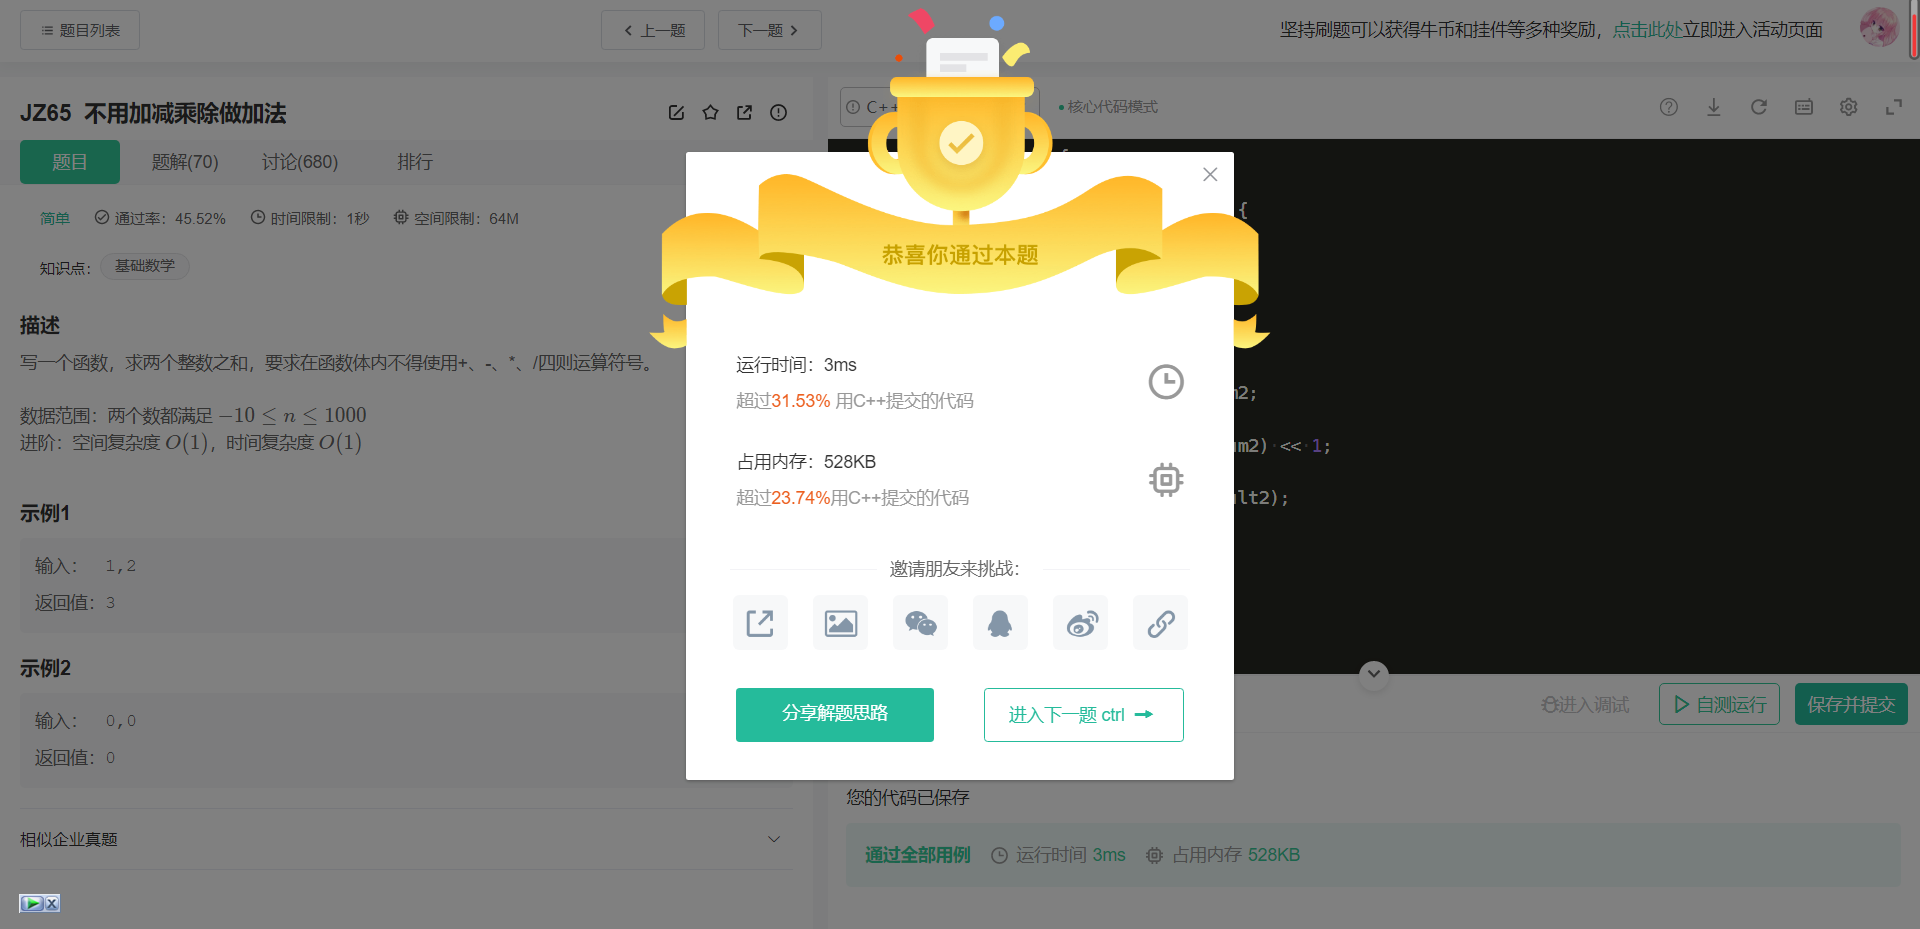 题目列表
上一题
下一题
坚持刷题可以获得牛币和挂件等多种奖励，点击此处立即进入活动页面
JZ65 不用加减乘除做加法
题目
题解(70)
讨论(680)
排行
简单
通过率：45.52%
时间限制：1秒
空间限制：64M
知识点：
基础数学
描述
写一个函数，求两个整数之和，要求在函数体内不得使用+、-、*、/四则运算符号。
数据范围：两个数都满足 −10 ≤ n ≤ 1000
进阶：空间复杂度 O(1)，时间复杂度 O(1)
示例1
输入： 1,2
返回值：3
示例2
输入： 0,0
返回值：0
相似企业真题
C++
核心代码模式
{
m2;
um2) << 1;
lt2);
恭喜你通过本题
运行时间：3ms
超过31.53% 用C++提交的代码
占用内存：528KB
超过23.74%用C++提交的代码
邀请朋友来挑战：
分享解题思路
进入下一题 ctrl
进入调试
自测运行
保存并提交
您的代码已保存
通过全部用例
运行时间 3ms
占用内存 528KB